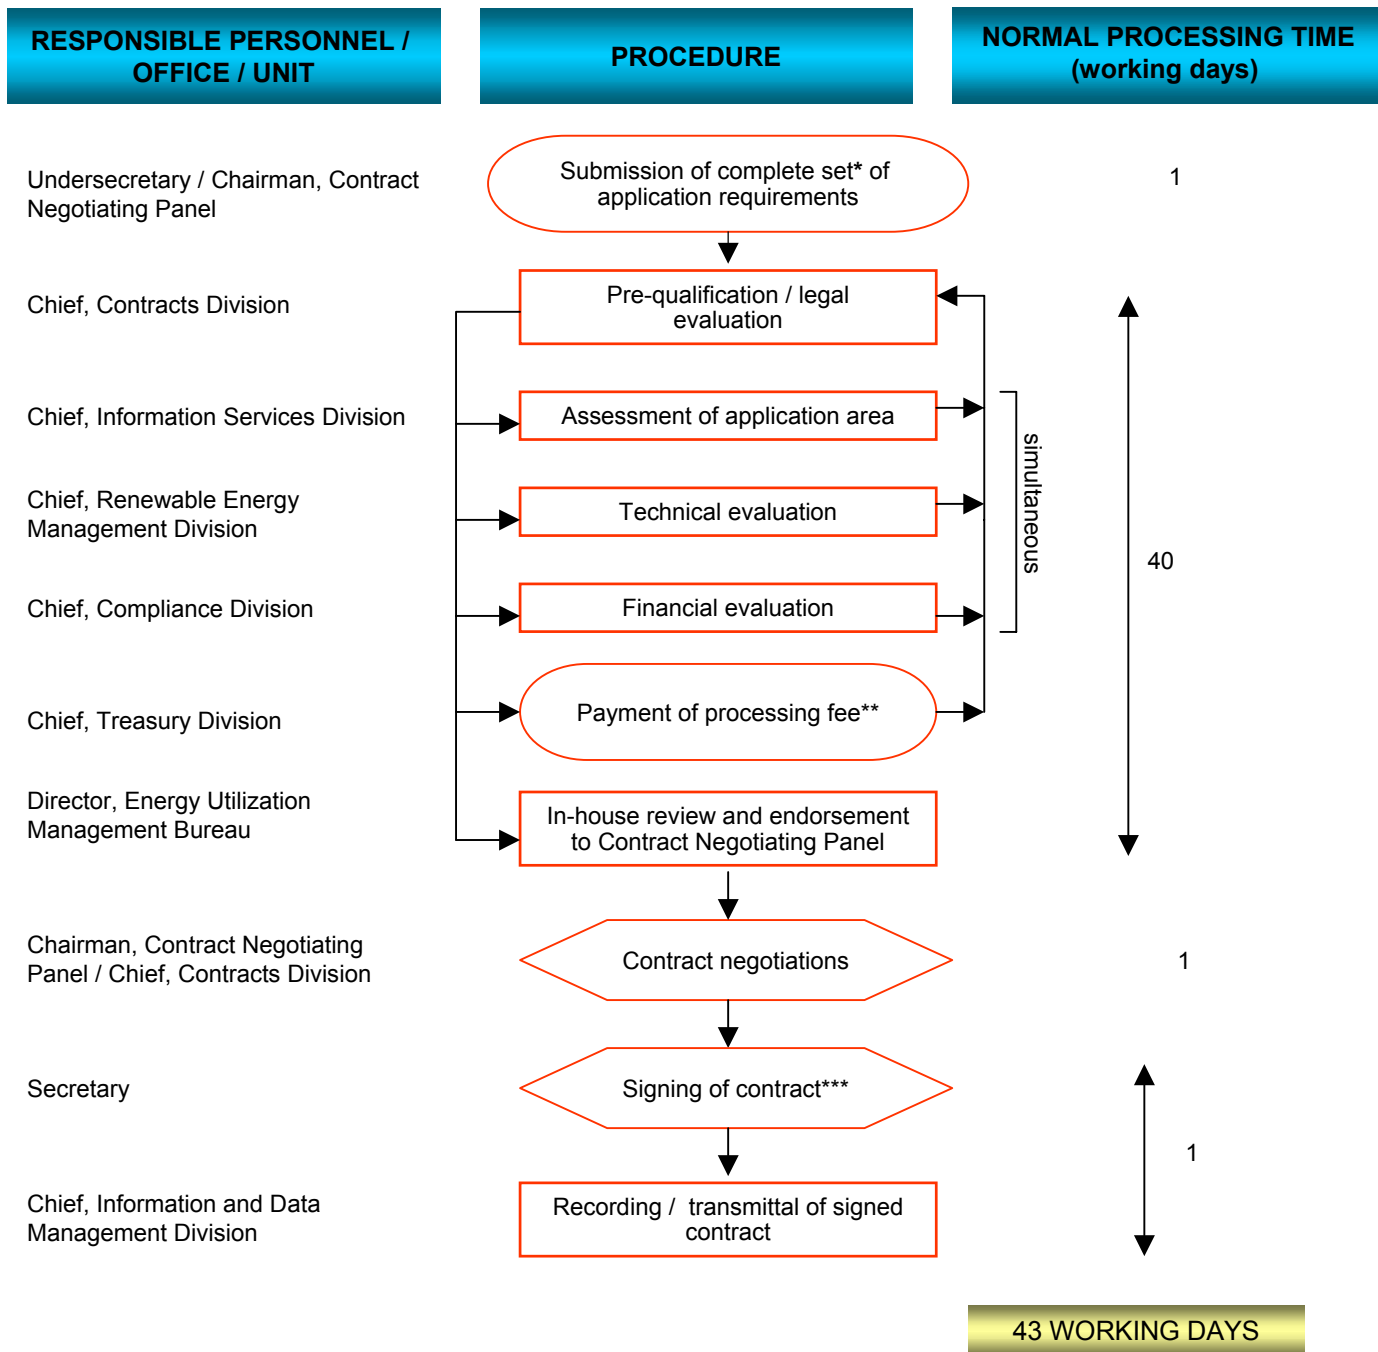 RESPONSIBLE PERSONNEL /
OFFICE / UNIT
PROCEDURE
NORMAL PROCESSING TIME
(working days)
Undersecretary / Chairman, Contract
Negotiating Panel
Submission of complete set* of
application requirements
1
Chief, Contracts Division
Pre-qualification / legal
evaluation
Chief, Information Services Division
Assessment of application area
simultaneous
Chief, Renewable Energy
Management Division
Technical evaluation
40
Chief, Compliance Division
Financial evaluation
Chief, Treasury Division
Payment of processing fee**
Director, Energy Utilization
Management Bureau
In-house review and endorsement
to Contract Negotiating Panel
Chairman, Contract Negotiating
Panel / Chief, Contracts Division
Contract negotiations
1
Secretary
Signing of contract***
1
Chief, Information and Data
Management Division
Recording / transmittal of signed
contract
43 WORKING DAYS